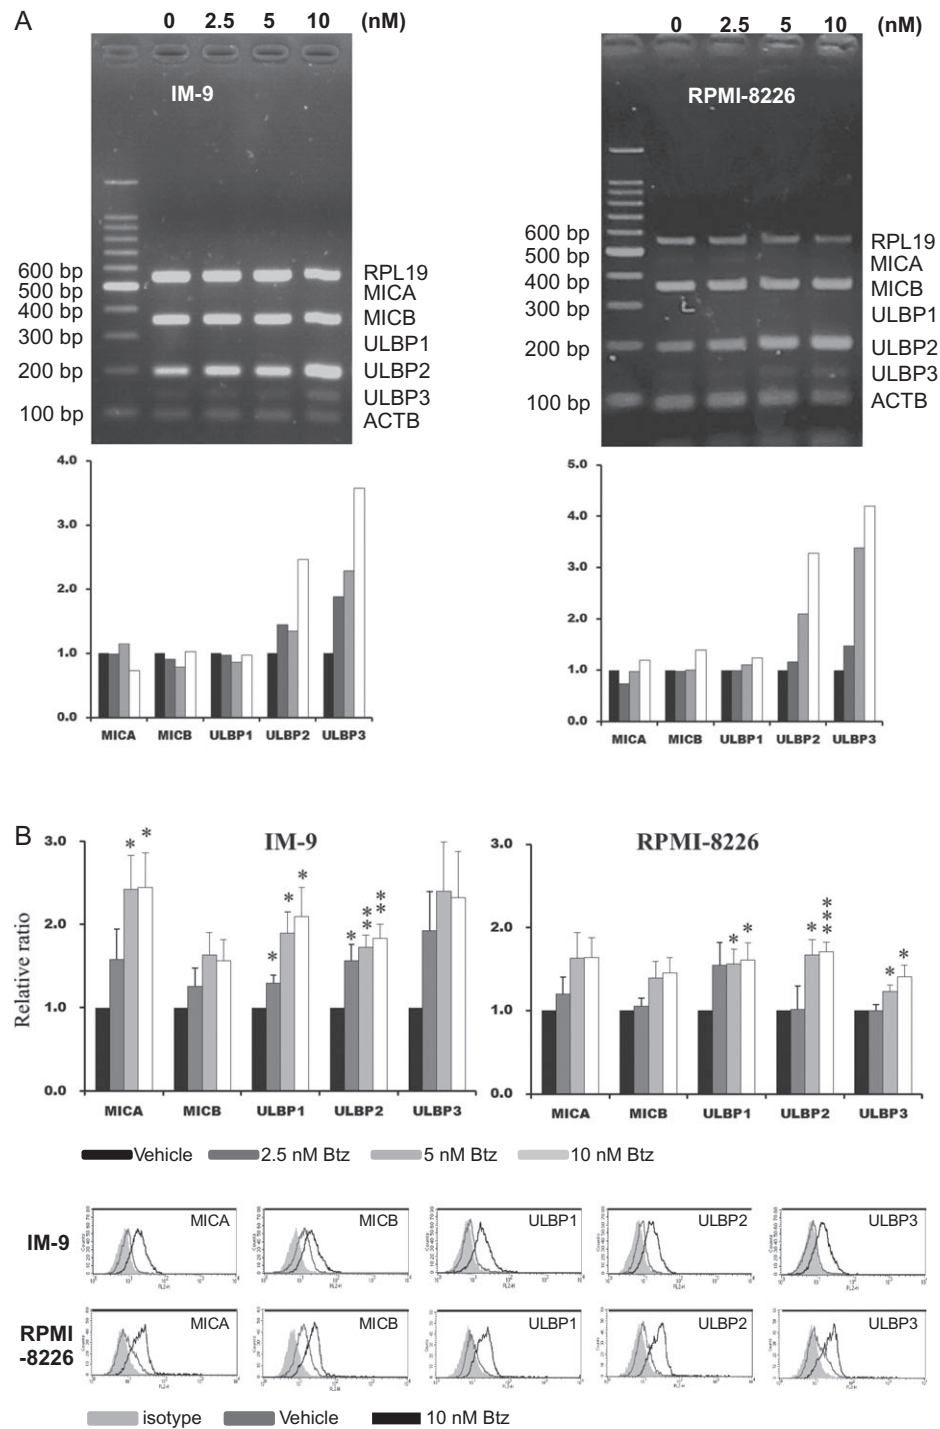 A
0 2.5 5 10 (nM)
IM-9
600 bp
500 bp
400 bp
300 bp
200 bp
100 bp
RPL19
MICA
MICB
ULBP1
ULBP2
ULBP3
ACTB
0 2.5 5 10 (nM)
RPMI-8226
600 bp
500 bp
400 bp
300 bp
200 bp
100 bp
RPL19
MICA
MICB
ULBP1
ULBP2
ULBP3
ACTB
4.0
3.0
2.0
1.0
0.0
MICA MICB ULBP1 ULBP2 ULBP3
5.0
4.0
3.0
2.0
1.0
0.0
MICA MICB ULBP1 ULBP2 ULBP3
B
IM-9
Relative ratio
3.0
2.0
1.0
0.0
* * * * * * ** **
MICA MICB ULBP1 ULBP2 ULBP3
RPMI-8226
3.0
2.0
1.0
0.0
* * * *** * *
MICA MICB ULBP1 ULBP2 ULBP3
Vehicle 2.5 nM Btz 5 nM Btz 10 nM Btz
IM-9
MICA MICB ULBP1 ULBP2 ULBP3
RPMI
-8226
MICA MICB ULBP1 ULBP2 ULBP3
isotype Vehicle 10 nM Btz